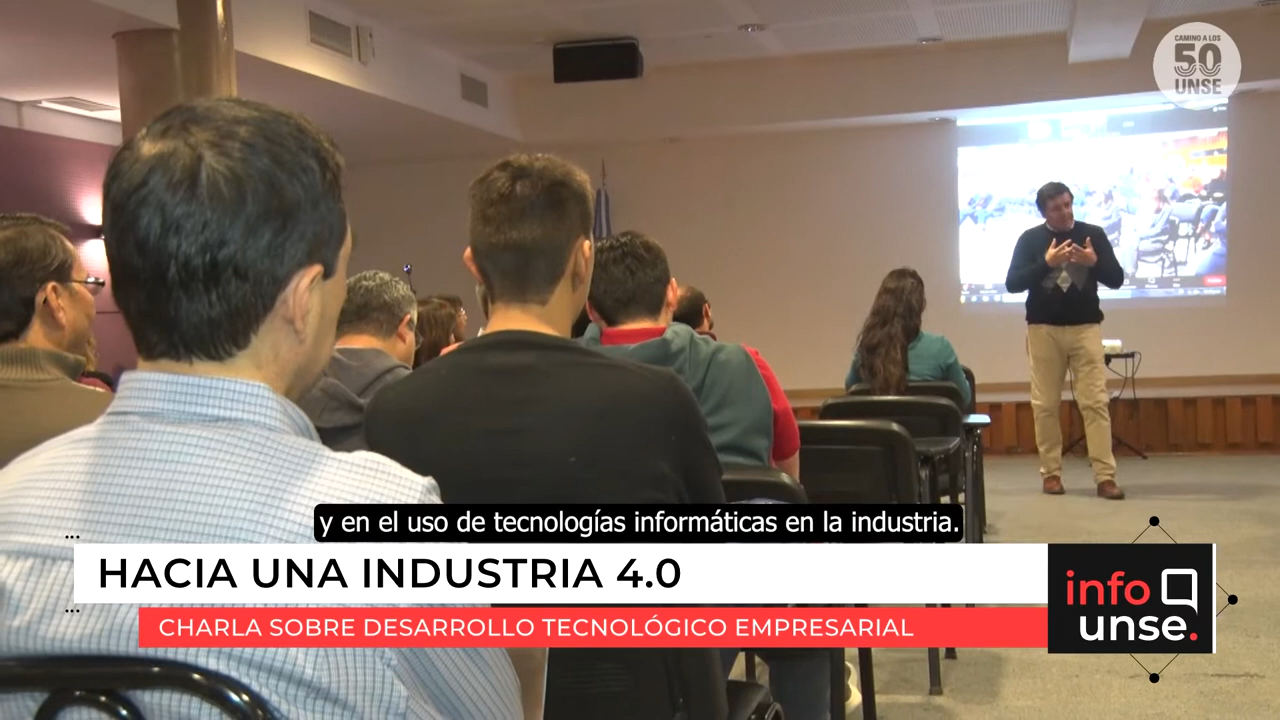 CAMINO A LOS
50
UNSE
y en el uso de tecnologías informáticas en la industria.
HACIA UNA INDUSTRIA 4.0
CHARLA SOBRE DESARROLLO TECNOLÓGICO EMPRESARIAL
info
unse.